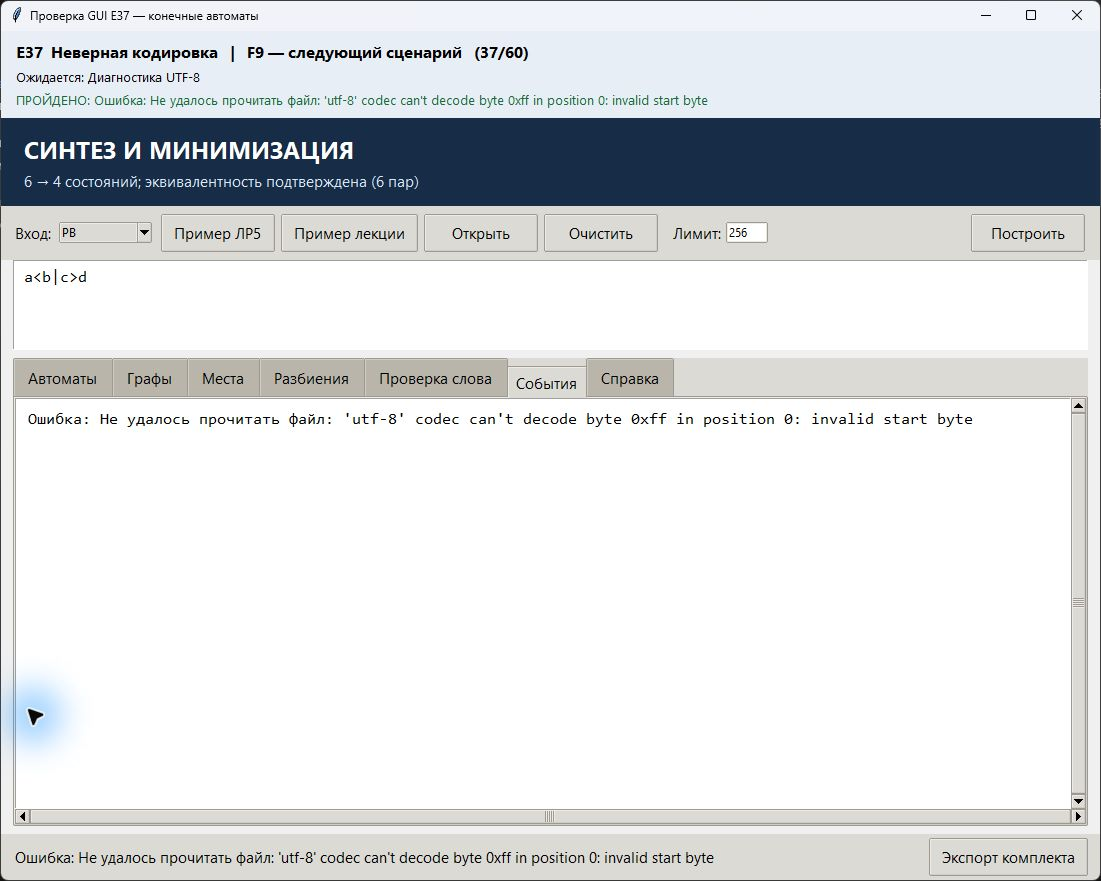 Проверка GUI E37 — конечные автоматы
E37 Неверная кодировка | F9 — следующий сценарий (37/60)
Ожидается: Диагностика UTF-8
ПРОЙДЕНО: Ошибка: Не удалось прочитать файл: 'utf-8' codec can't decode byte 0xff in position 0: invalid start byte
СИНТЕЗ И МИНИМИЗАЦИЯ
6 → 4 состояний; эквивалентность подтверждена (6 пар)
Вход: РВ Пример ЛР5 Пример лекции Открыть Очистить Лимит: 256 Построить
a<b|c>d
Автоматы Графы Места Разбиения Проверка слова События Справка
Ошибка: Не удалось прочитать файл: 'utf-8' codec can't decode byte 0xff in position 0: invalid start byte
Ошибка: Не удалось прочитать файл: 'utf-8' codec can't decode byte 0xff in position 0: invalid start byte Экспорт комплекта